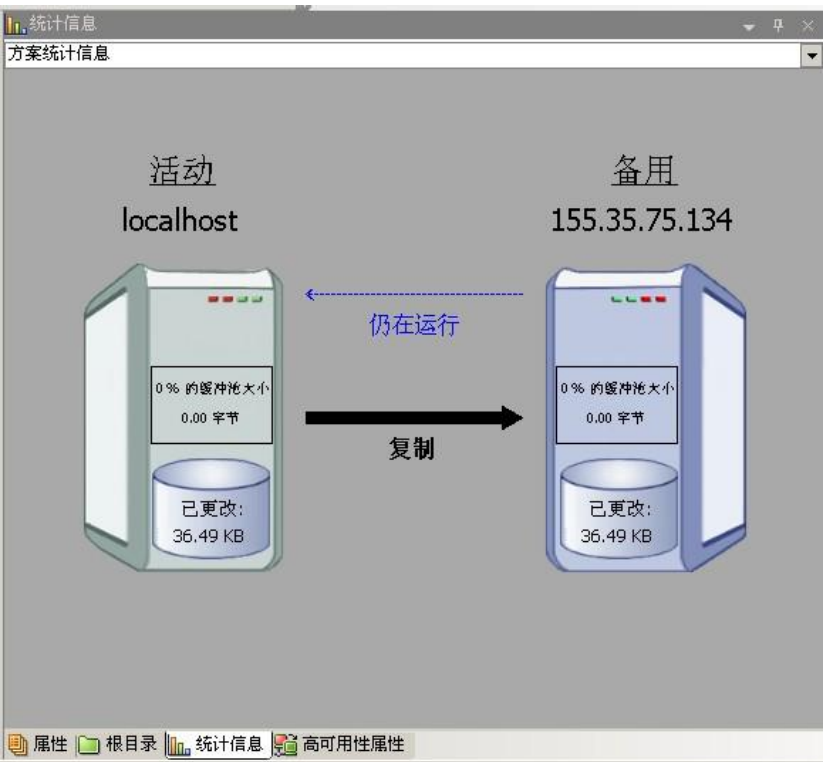 统计信息
方案统计信息
活动
备用
localhost
155.35.75.134
仍在运行
0% 的缓冲池大小
0% 的缓冲池大小
0.00 字节
0.00 字节
复制
已更改:
36.49 KB
已更改:
36.49 KB
属性 根目录 统计信息 高可用性属性